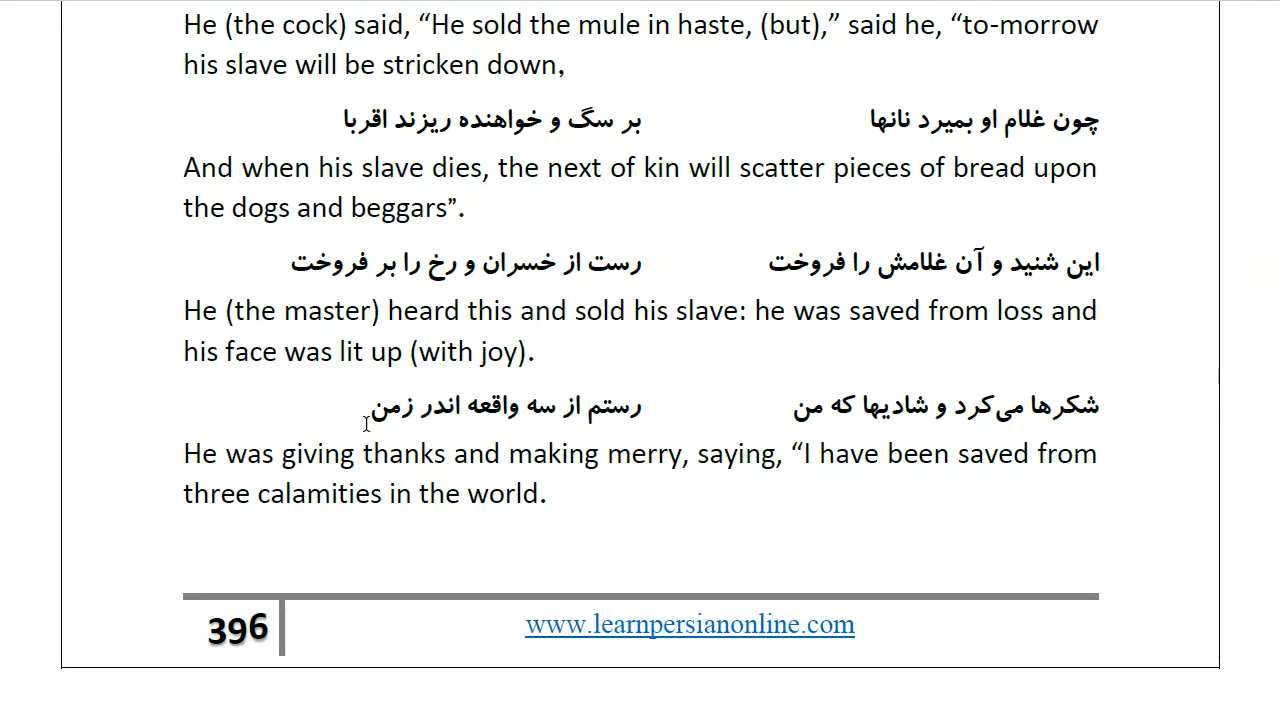 He (the cock) said, “He sold the mule in haste, (but),” said he, “to-morrow
his slave will be stricken down,
چون غلام او بمیرد نانها بر سگ و خواهنده ریزند اقربا
And when his slave dies, the next of kin will scatter pieces of bread upon
the dogs and beggars”.
این شنید و آن غلامش را فروخت رست از خسران و رخ را بر فروخت
He (the master) heard this and sold his slave: he was saved from loss and
his face was lit up (with joy).
شکرها می‌کرد و شادیها که من رستم از سه واقعه اندر زمن
He was giving thanks and making merry, saying, “I have been saved from
three calamities in the world.
396 www.learnpersianonline.com